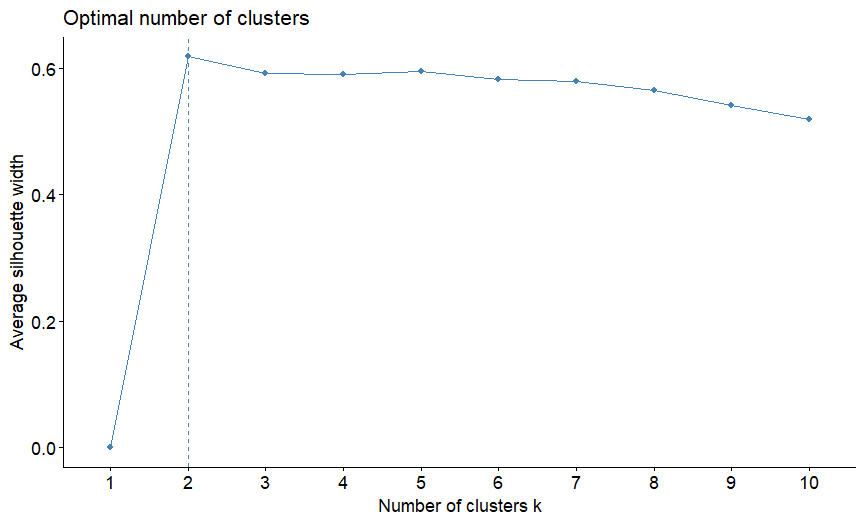 Optimal number of clusters
Average silhouette width
0.6
0.4
0.2
0.0
1 2 3 4 5 6 7 8 9 10
Number of clusters k